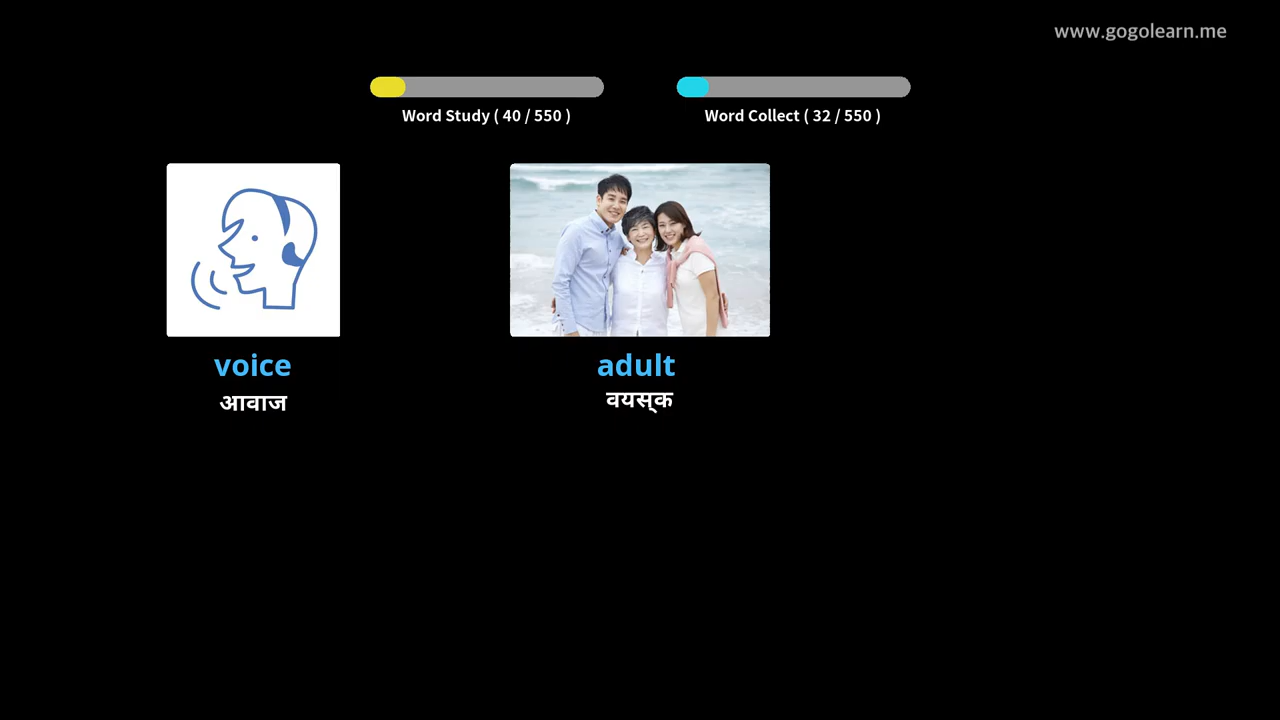 www.gogolearn.me
Word Study ( 40 / 550 )
Word Collect ( 32 / 550 )
voice
आवाज
adult
वयस्‌क